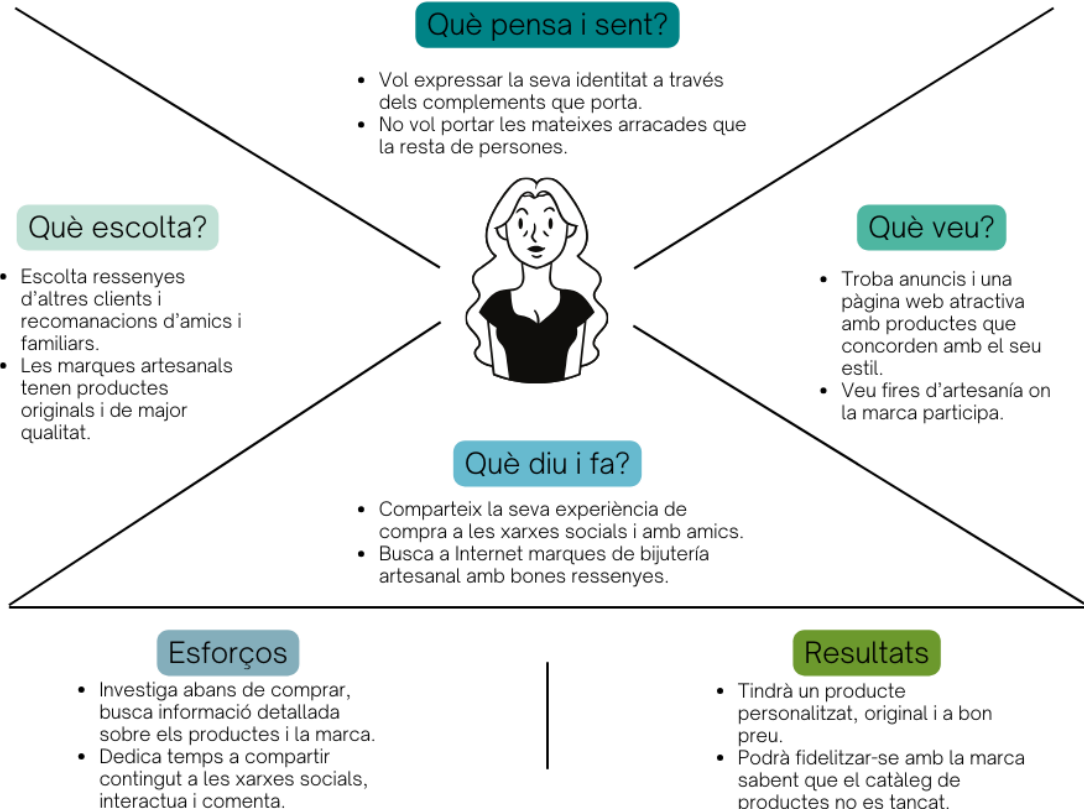 Què pensa i sent?
• Vol expressar la seva identitat a través
dels complements que porta.
• No vol portar les mateixes arracades que
la resta de persones.
Què escolta?
• Escolta ressenyes
d'altres clients i
recomanacions d'amics i
familiars.
• Les marques artesanals
tenen productes
originals i de major
qualitat.
Què veu?
• Troba anuncis i una
pàgina web atractiva
amb productes que
concorden amb el seu
estil.
• Veu fires d'artesanía on
la marca participa.
Què diu i fa?
• Comparteix la seva experiència de
compra a les xarxes socials i amb amics.
• Busca a Internet marques de bijutería
artesanal amb bones ressenyes.
Esforços
• Investiga abans de comprar,
busca informació detallada
sobre els productes i la marca.
• Dedica temps a compartir
contingut a les xarxes socials,
interactua i comenta.
Resultats
• Tindrà un producte
personalitzat, original i a bon
preu.
• Podrà fidelitzar-se amb la marca
sabent que el catàleg de
productes no es tancat.